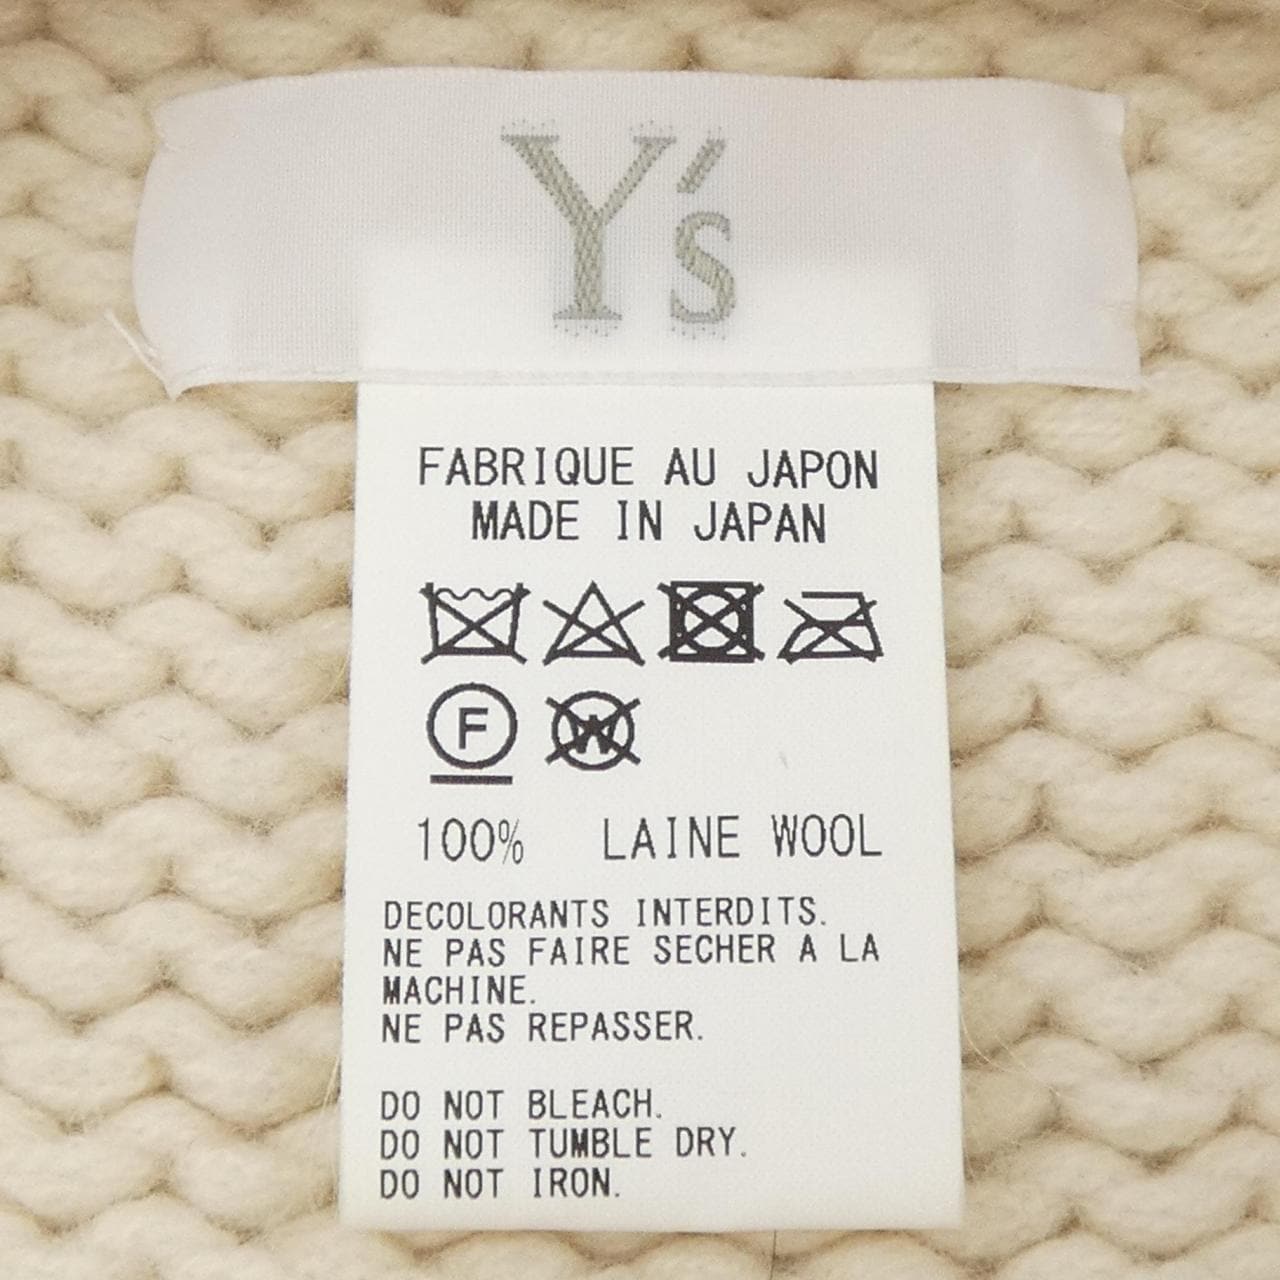 Y's
FABRIQUE AU JAPON
MADE IN JAPAN
F
W
100% LAINE WOOL
DECOLORANTS INTERDITS.
NE PAS FAIRE SECHER A LA
MACHINE.
NE PAS REPASSER.
DO NOT BLEACH.
DO NOT TUMBLE DRY.
DO NOT IRON.